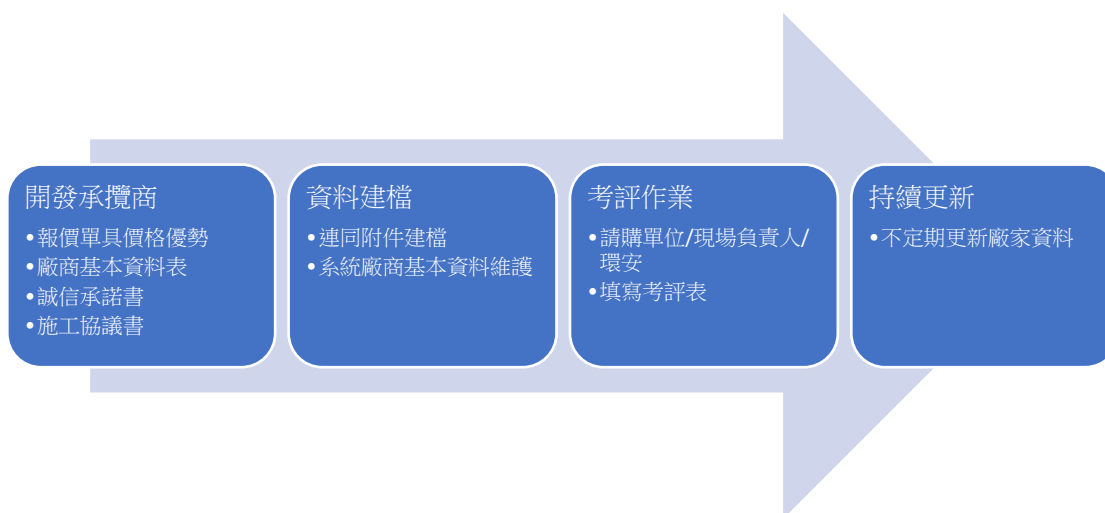 開發承攬商
•報價單具價格優勢
•廠商基本資料表
•誠信承諾書
•施工協議書
資料建檔
•連同附件建檔
•系統廠商基本資料維護
考評作業
•請購單位/現場負責人/
環安
•填寫考評表
持續更新
•不定期更新廠家資料